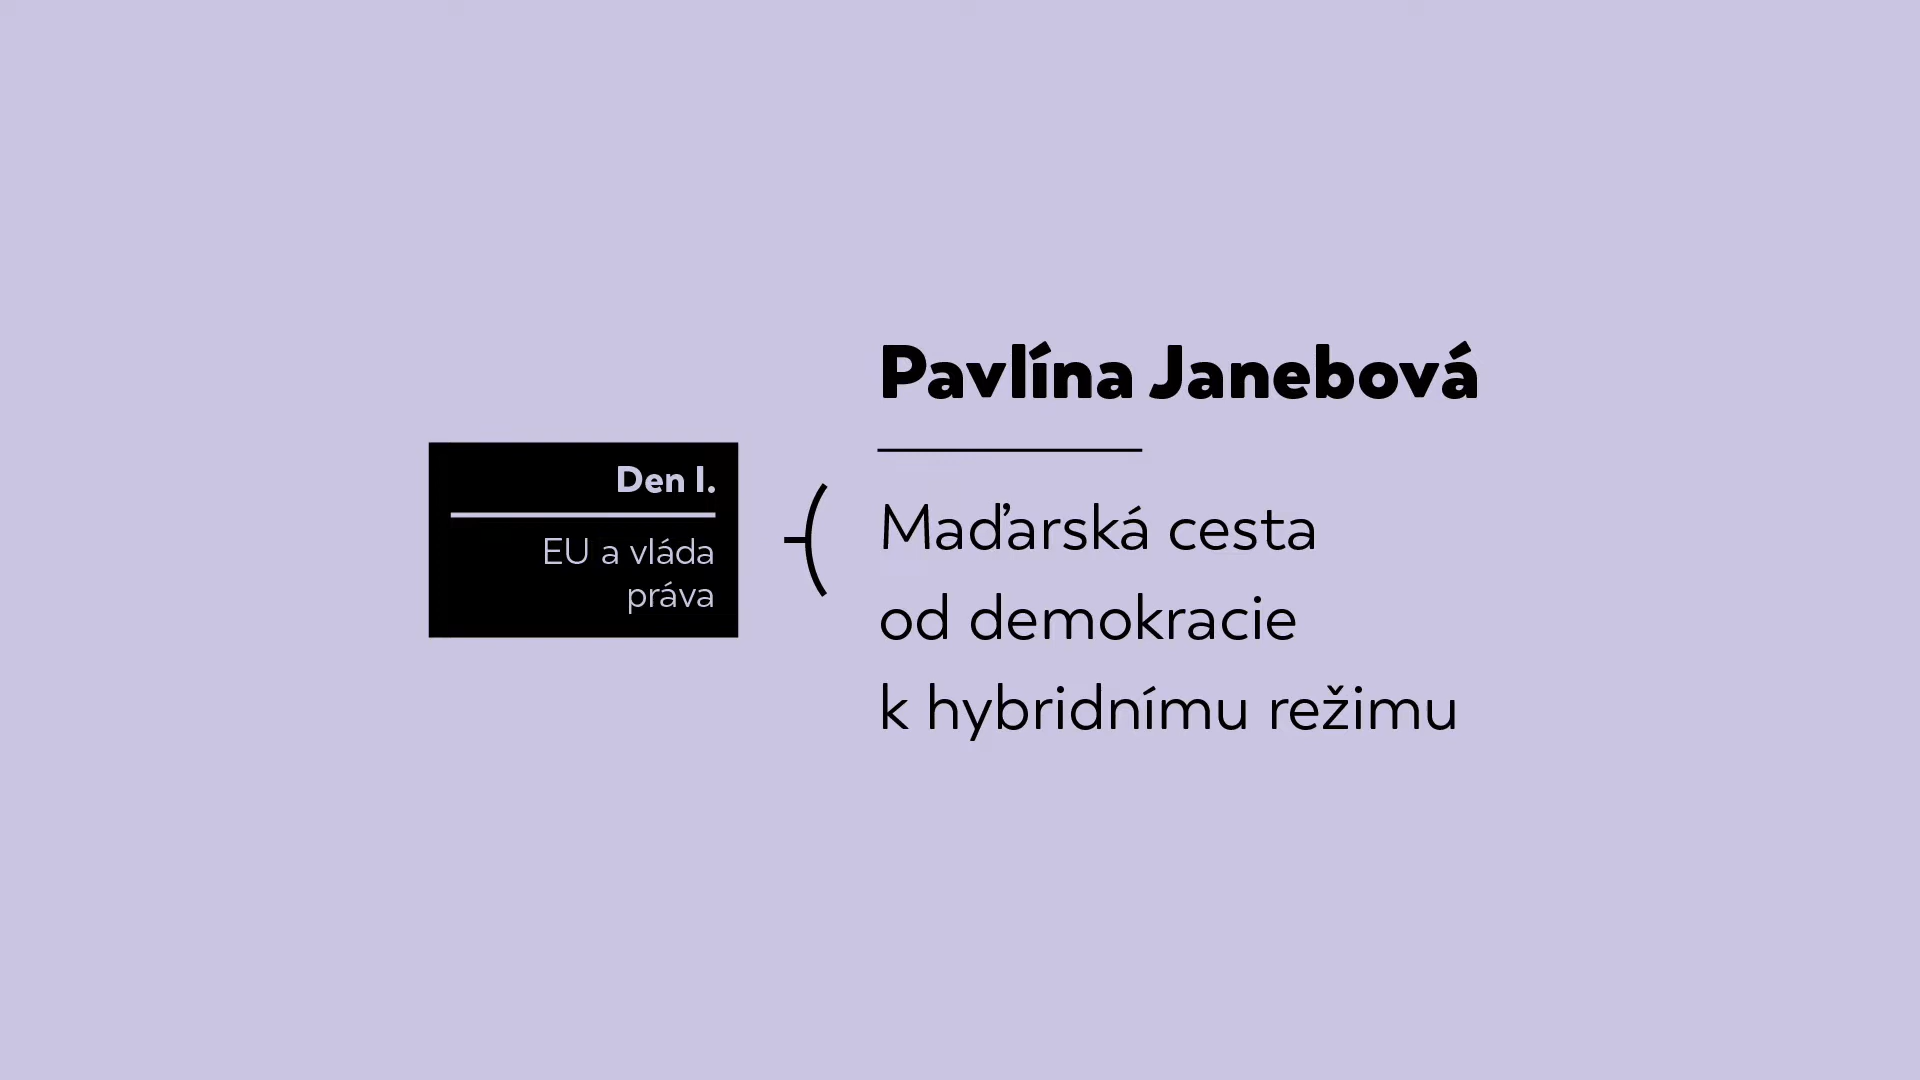 Den I.
EU a vláda
práva
Pavlína Janebová
Maďarská cesta
od demokracie
k hybridnímu režimu